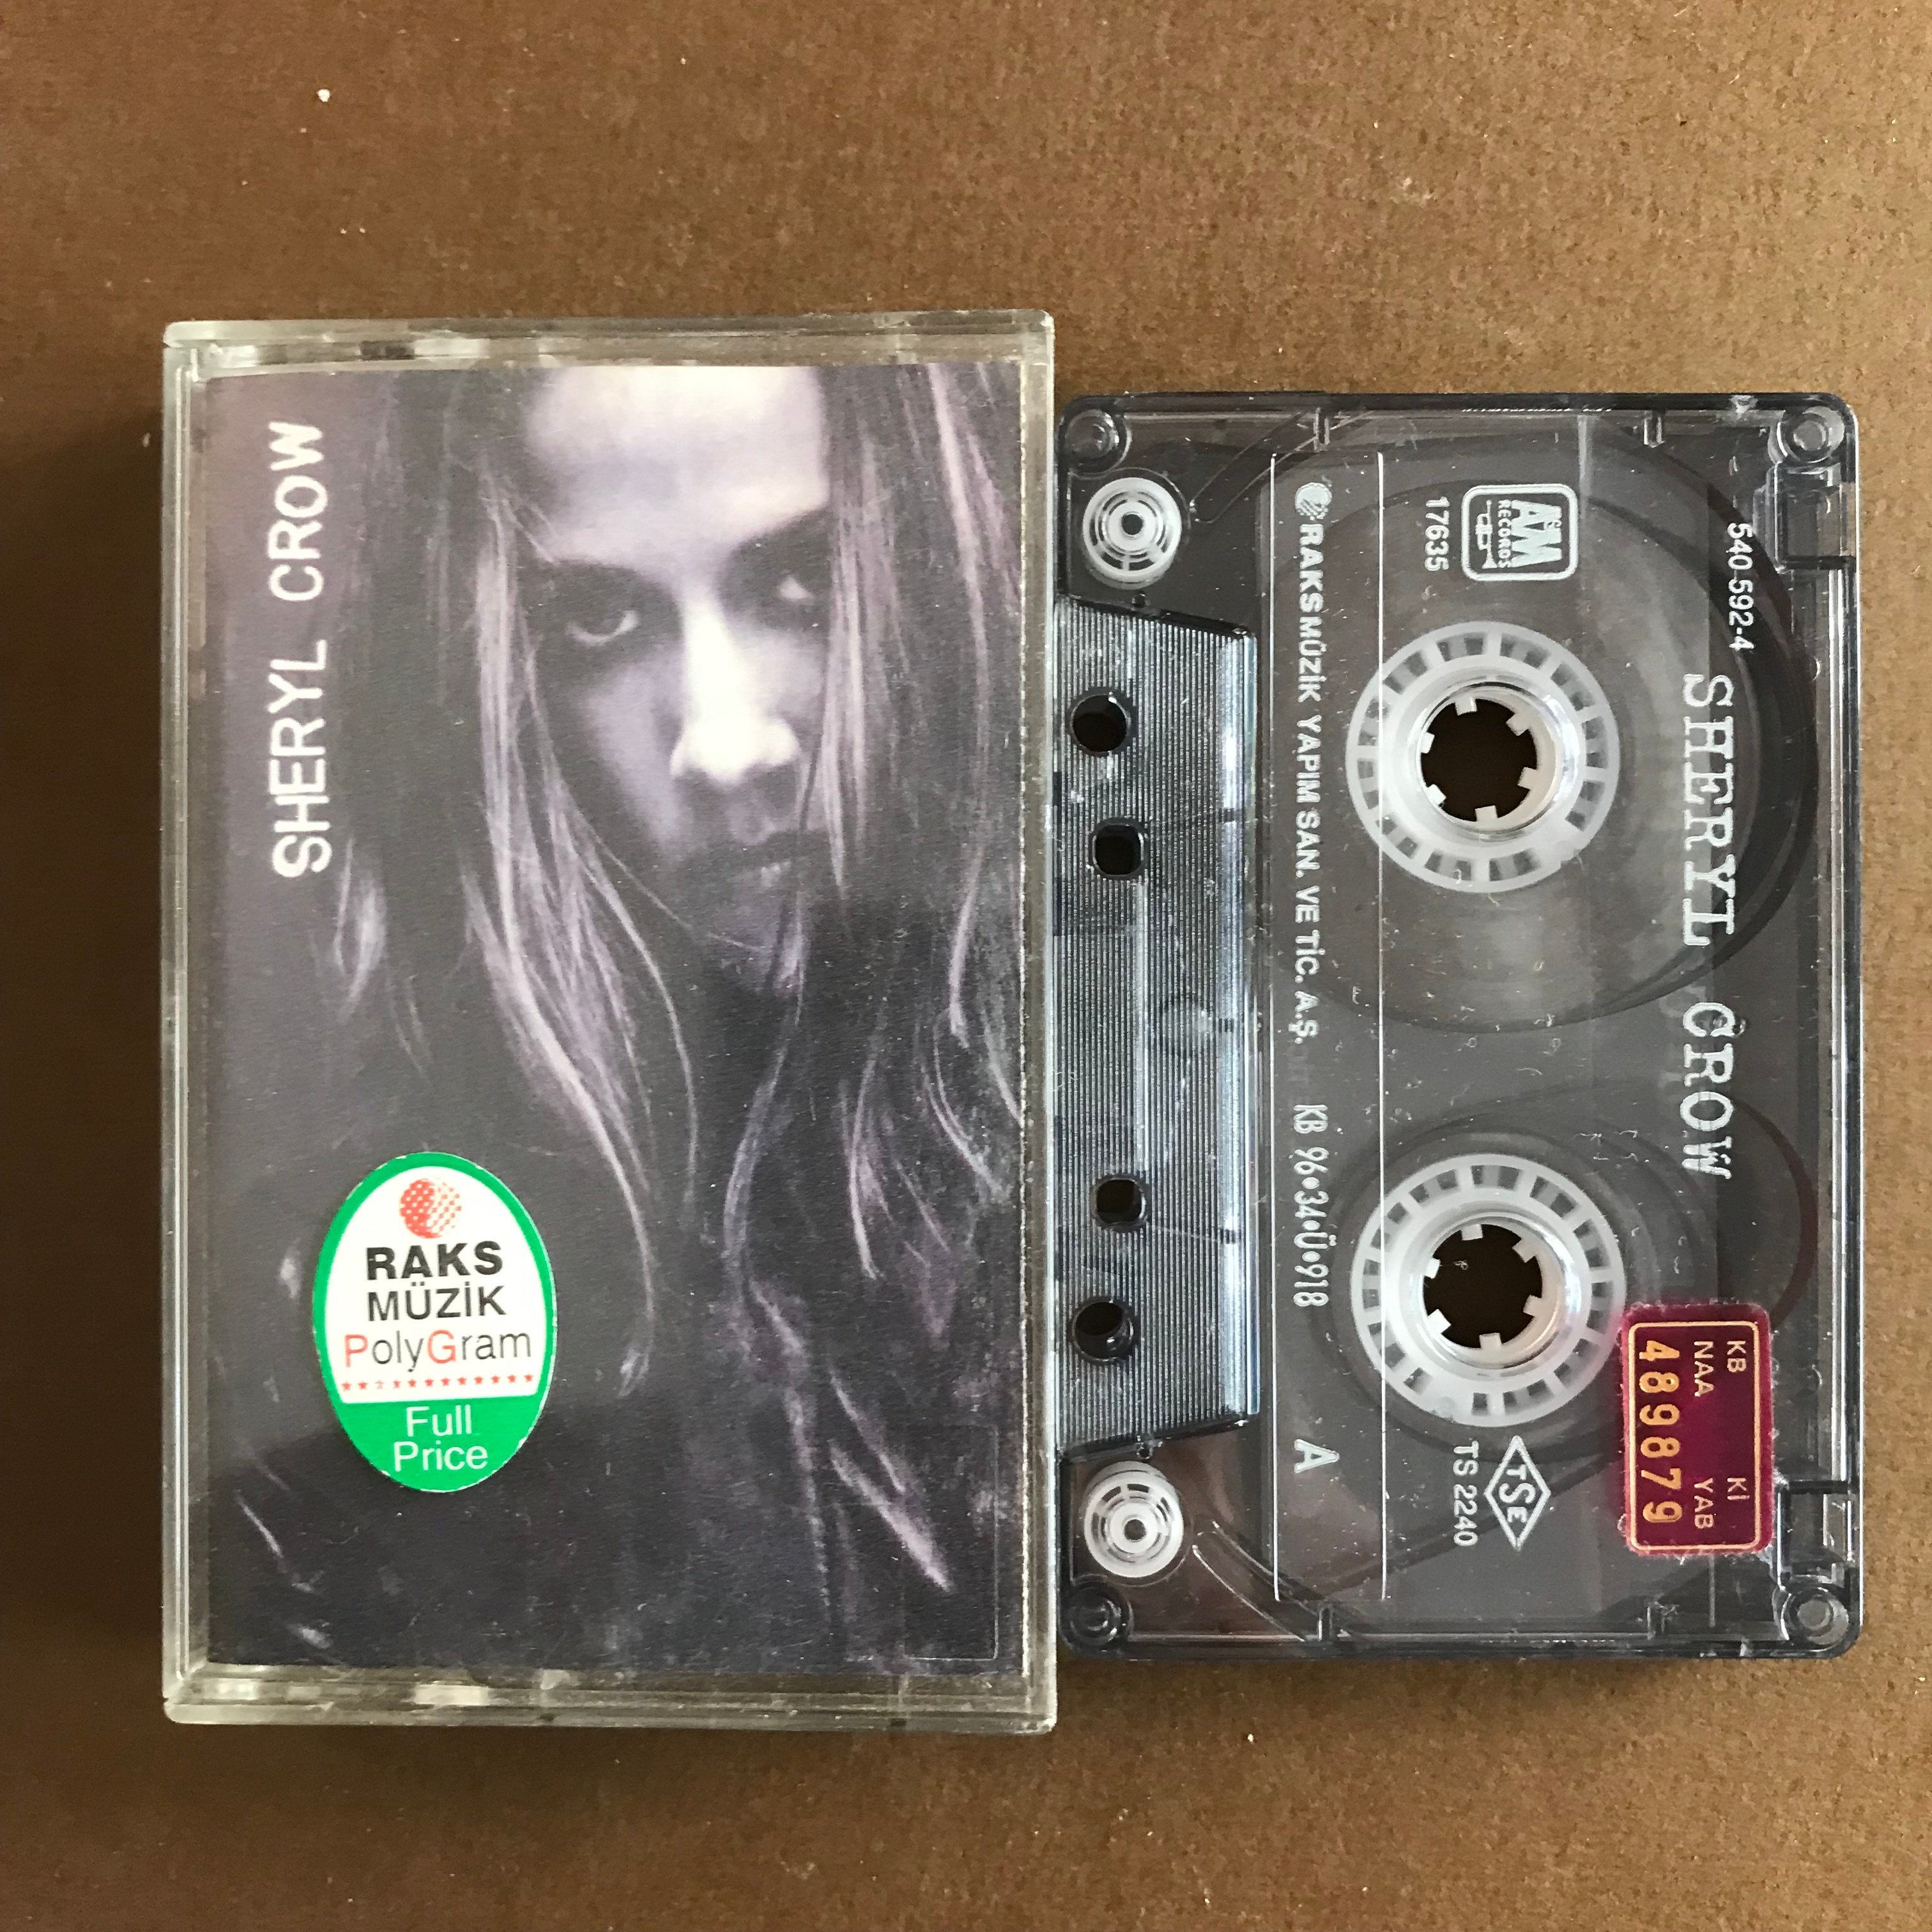 SHERYL CROW
RAKS
MÜZİK
PolyGram
Full
Price
540 592-4
SHERYL CROW
A&M
RECORDS
17635
RAKS MÜZİK YAPIM SAN. VE TİC. A.Ş. KB 96•34•Ü•918 A
TSE
TS 2240
KB Kİ
NAA YAB
489879